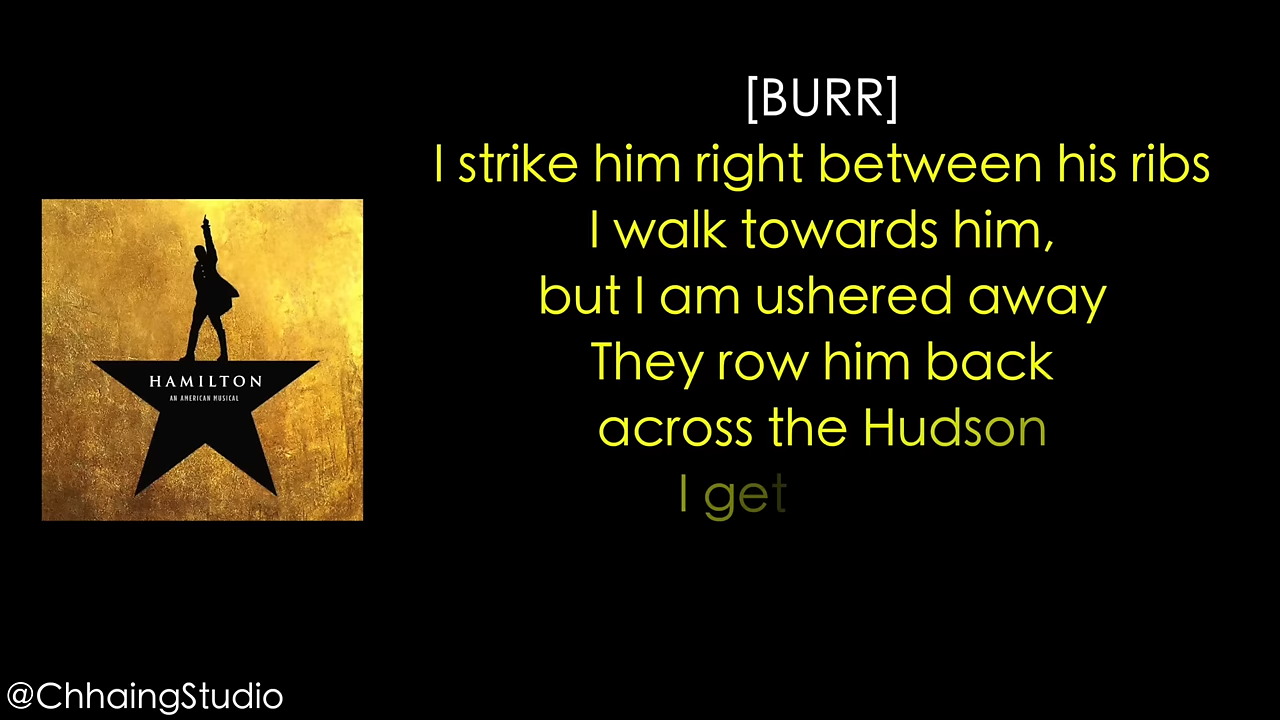 [BURR]
I strike him right between his ribs
I walk towards him,
but I am ushered away
They row him back
across the Hudson
I get
HAMILTON
AN AMERICAN MUSICAL
@ChhaingStudio